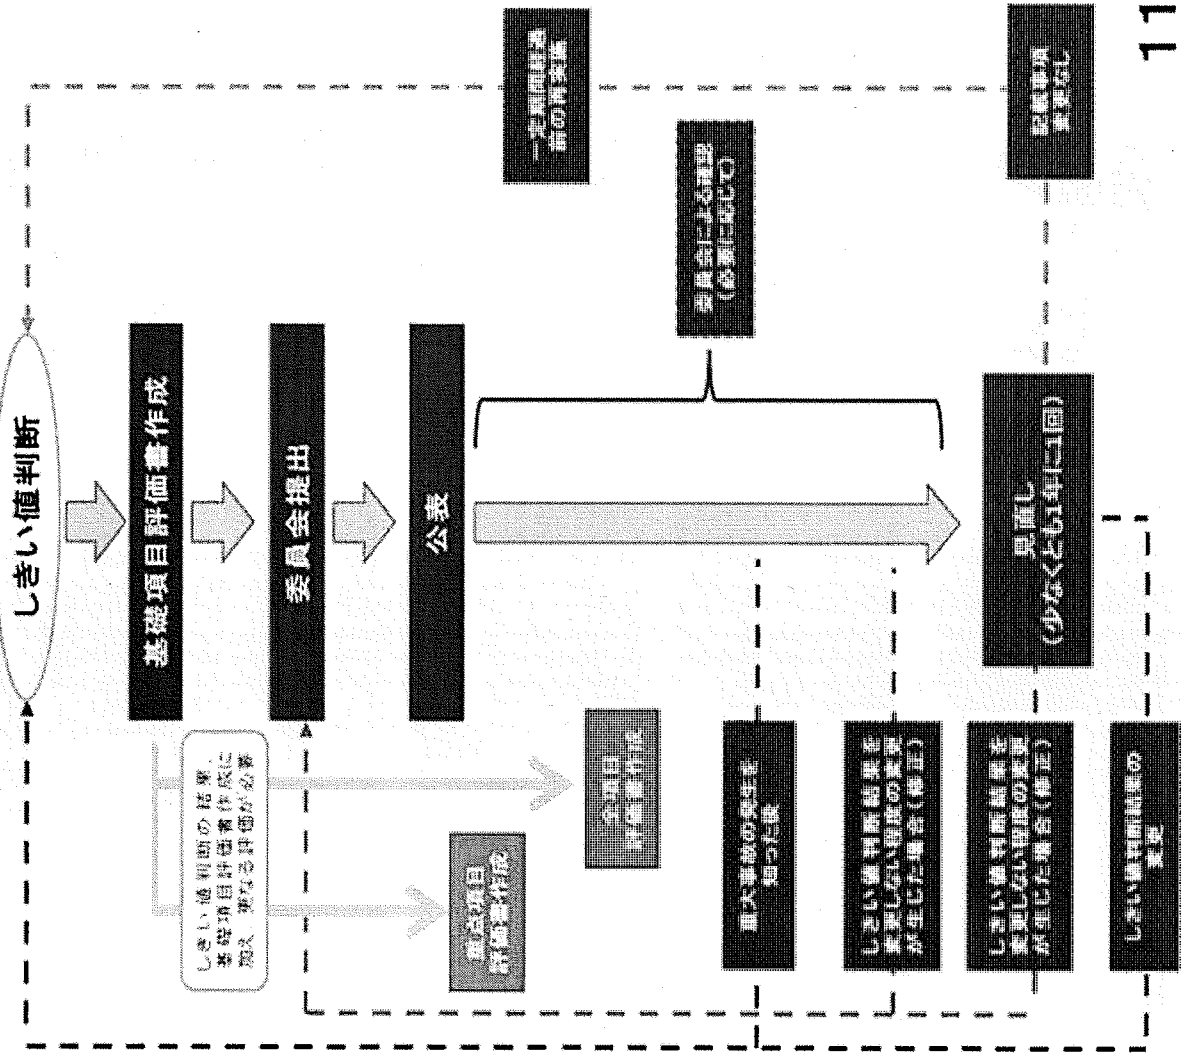 しきい値判断
基礎項目評価書作成
しきい値判断の結果、
基礎項目評価書作成に
加え、更なる評価が必要
委員会提出
公表
重点項目
評価書作成
全項目
評価書作成
一定期間経過
前の再実施
委員会による確認
(必要に応じて)
重大事故の発生を
知った後
しきい値判断結果を
変更しない程度の変更
が生じた場合(修正)
見直し
(少なくとも1年に1回)
しきい値判断結果を
変更しない程度の変更
が生じた場合(修正)
記載事項
変更なし
しきい値判断結果の
変更
11